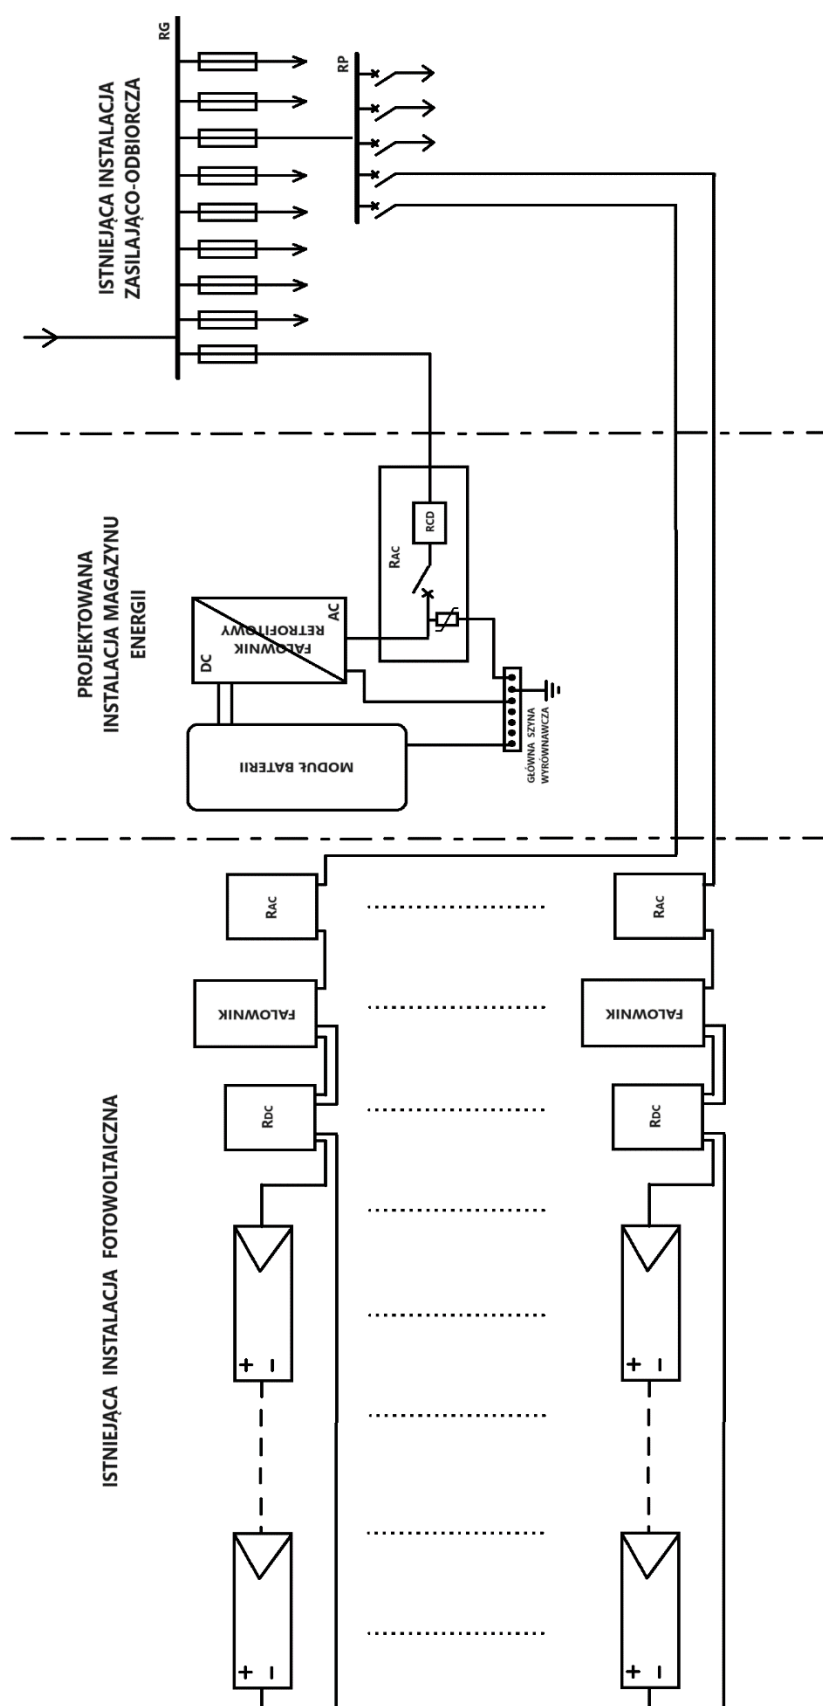 RG
ISTNIEJĄCA INSTALACJA
ZASILAJĄCO-ODBIORCZA
RP
PROJEKTOWANA
INSTALACJA MAGAZYNU
ENERGII
RAC
RCD
DC
FALOWNIK
RETROFITOWY
AC
MODUŁ BATERII
GŁÓWNA SZYNA
WYRÓWNAWCZA
RAC
RAC
FALOWNIK
FALOWNIK
RDC
RDC
ISTNIEJĄCA INSTALACJA FOTOWOLTAICZNA
+ −
+ −
+ −
+ −